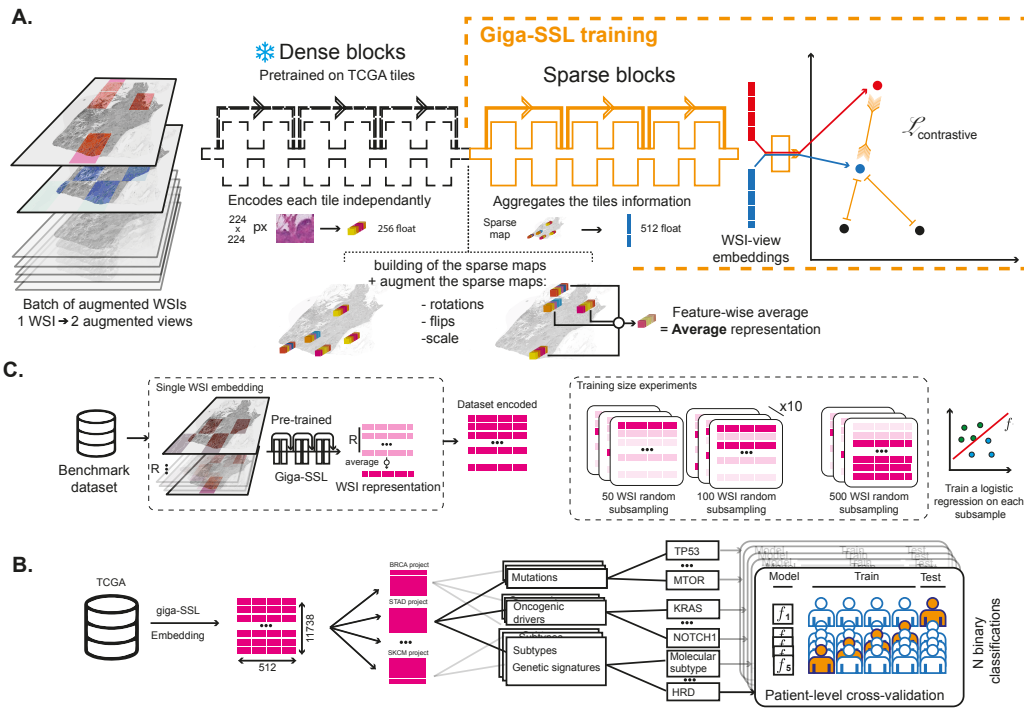 A.
Giga-SSL training
Dense blocks
Pretrained on TCGA tiles
Sparse blocks
ℒcontrastive
Encodes each tile independantly
224
x
224
px
256 float
Aggregates the tiles information
Sparse
map
512 float
WSI-view
embeddings
Batch of augmented WSIs
1 WSI ➔ 2 augmented views
building of the sparse maps
+ augment the sparse maps:
- rotations
- flips
-scale
Feature-wise average
= Average representation
C.
Single WSI embedding
Benchmark
dataset
R
Pre-trained
Giga-SSL
R
average
WSI representation
Dataset encoded
Training size experiments
x10
50 WSI random
subsampling
100 WSI random
subsampling
500 WSI random
subsampling
f
Train a logistic
regression on each
subsample
B.
TCGA
giga-SSL
Embedding
11738
512
BRCA project
STAD project
SKCM project
Mutations
Oncogenic
drivers
Subtypes
Subtypes
Genetic signatures
TP53
MTOR
KRAS
NOTCH1
Molecular
subtype
HRD
Model Train Test
Model Train Test
f1
f
f
f5
Patient-level cross-validation
N binary
classifications